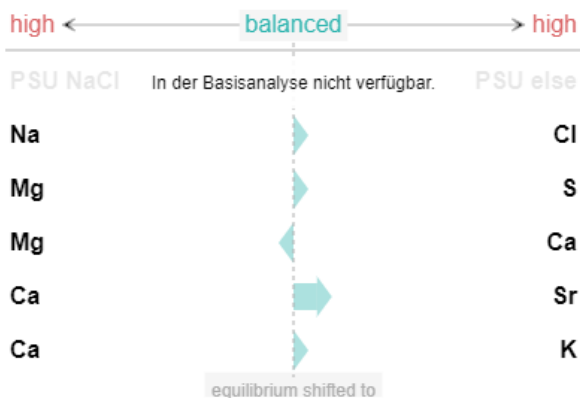 high balanced high
PSU NaCl In der Basisanalyse nicht verfügbar. PSU else
Na Cl
Mg S
Mg Ca
Ca Sr
Ca K
equilibrium shifted to